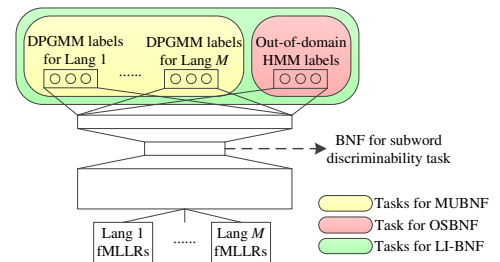 DPGMM labels
for Lang 1
......
DPGMM labels
for Lang M
Out-of-domain
HMM labels
BNF for subword
discriminability task
Lang 1
fMLLRs
......
Lang M
fMLLRs
Tasks for MUBNF
Task for OSBNF
Tasks for LI-BNF